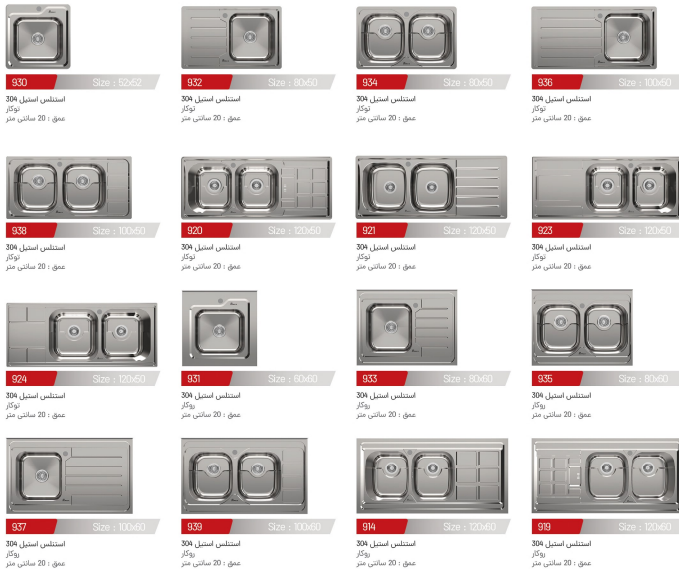 930 Size : 52x52
استنلس استیل 304
توکار
عمق : 20 سانتی متر
932 Size : 80x50
استنلس استیل 304
توکار
عمق : 20 سانتی متر
934 Size : 80x50
استنلس استیل 304
توکار
عمق : 20 سانتی متر
936 Size : 100x50
استنلس استیل 304
توکار
عمق : 20 سانتی متر
938 Size : 100x50
استنلس استیل 304
توکار
عمق : 20 سانتی متر
920 Size : 120x50
استنلس استیل 304
توکار
عمق : 20 سانتی متر
921 Size : 120x50
استنلس استیل 304
توکار
عمق : 20 سانتی متر
923 Size : 120x50
استنلس استیل 304
توکار
عمق : 20 سانتی متر
924 Size : 120x50
استنلس استیل 304
توکار
عمق : 20 سانتی متر
931 Size : 60x60
استنلس استیل 304
روکار
عمق : 20 سانتی متر
933 Size : 80x60
استنلس استیل 304
روکار
عمق : 20 سانتی متر
935 Size : 80x60
استنلس استیل 304
روکار
عمق : 20 سانتی متر
937 Size : 100x60
استنلس استیل 304
روکار
عمق : 20 سانتی متر
939 Size : 100x60
استنلس استیل 304
روکار
عمق : 20 سانتی متر
914 Size : 120x60
استنلس استیل 304
روکار
عمق : 20 سانتی متر
919 Size : 120x60
استنلس استیل 304
روکار
عمق : 20 سانتی متر